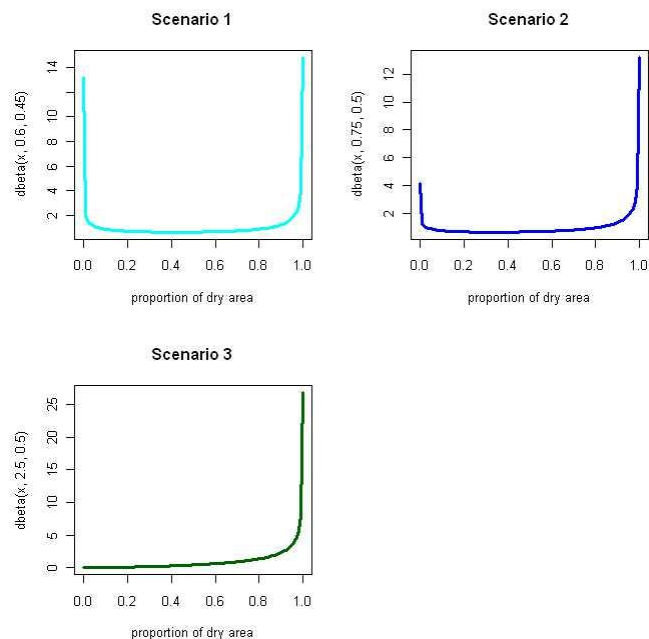 Scenario 1
dbeta(x, 0.6, 0.45)
14
10
8
6
4
2
0.0 0.2 0.4 0.6 0.8 1.0
proportion of dry area
Scenario 2
dbeta(x, 0.75, 0.5)
12
10
8
6
4
2
0.0 0.2 0.4 0.6 0.8 1.0
proportion of dry area
Scenario 3
dbeta(x, 2.5, 0.5)
25
20
15
10
5
0
0.0 0.2 0.4 0.6 0.8 1.0
proportion of dry area